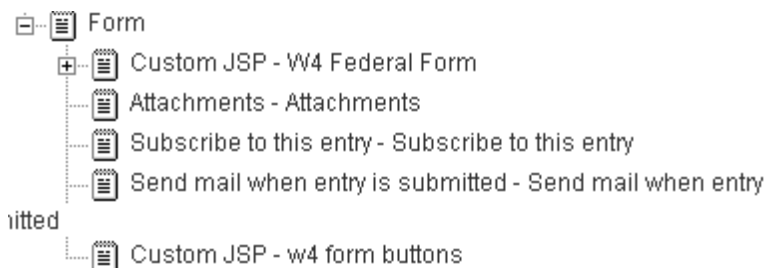 Form
Custom JSP - W4 Federal Form
Attachments - Attachments
Subscribe to this entry - Subscribe to this entry
Send mail when entry is submitted - Send mail when entry
nitted
Custom JSP - w4 form buttons